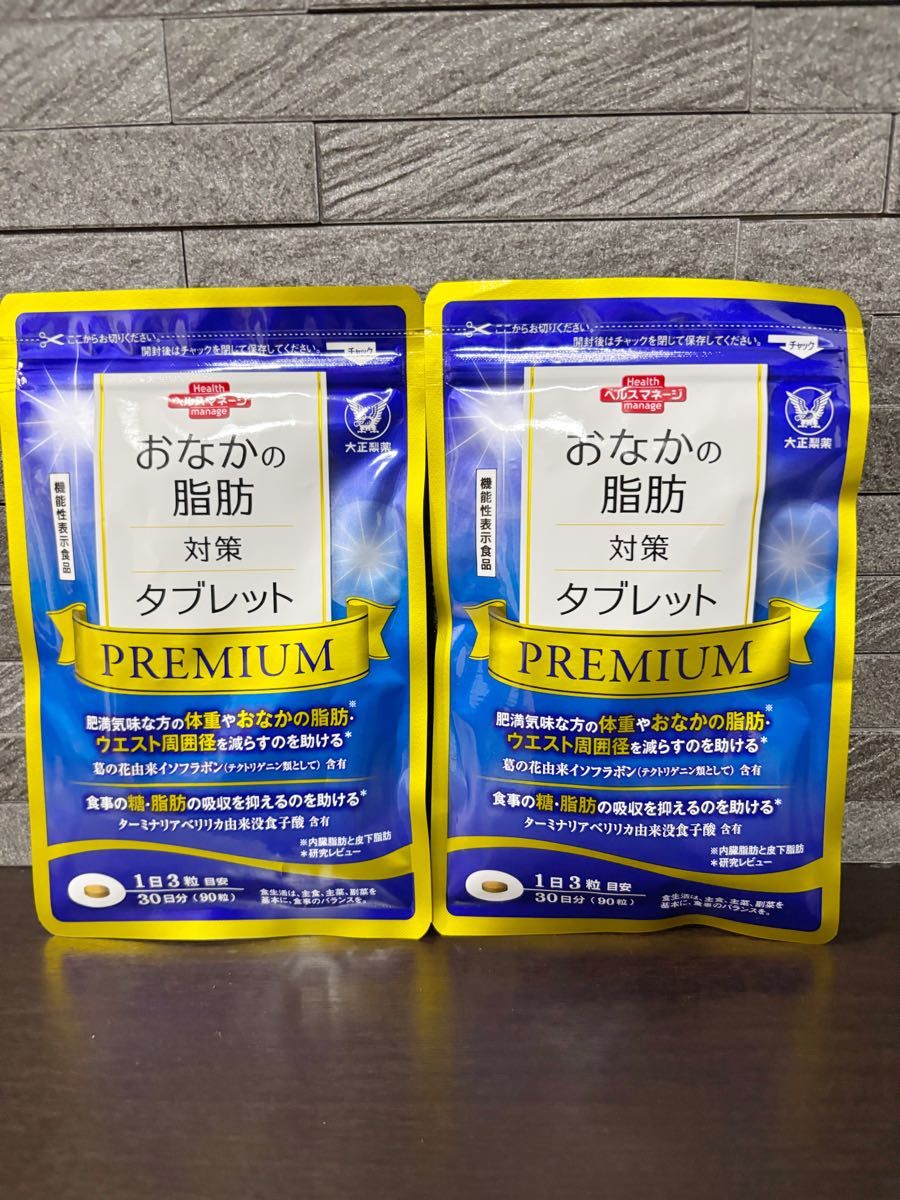 ここからお切りください。
開封後はチャックを閉じて保存してください。
チャック
Health
ヘルスマネージ
manage
大正製薬
おなかの
脂肪
対策
タブレット
機能性表示食品
PREMIUM
肥満気味な方の体重やおなかの脂肪※・
ウエスト周囲径を減らすのを助ける*
葛の花由来イソフラボン(テクトリゲニン類として)含有
食事の糖・脂肪の吸収を抑えるのを助ける*
ターミナリアベリリカ由来没食子酸 含有
※内臓脂肪と皮下脂肪
*研究レビュー
1日3粒 目安
30日分(90粒)
食生活は、主食、主菜、副菜を
基本に、食事のバランスを。
ここからお切りください。
開封後はチャックを閉じて保存してください。
チャック
Health
ヘルスマネージ
manage
大正製薬
おなかの
脂肪
対策
タブレット
機能性表示食品
PREMIUM
肥満気味な方の体重やおなかの脂肪※・
ウエスト周囲径を減らすのを助ける*
葛の花由来イソフラボン(テクトリゲニン類として)含有
食事の糖・脂肪の吸収を抑えるのを助ける*
ターミナリアベリリカ由来没食子酸 含有
※内臓脂肪と皮下脂肪
*研究レビュー
1日3粒 目安
30日分(90粒)
食生活は、主食、主菜、副菜を
基本に、食事のバランスを。